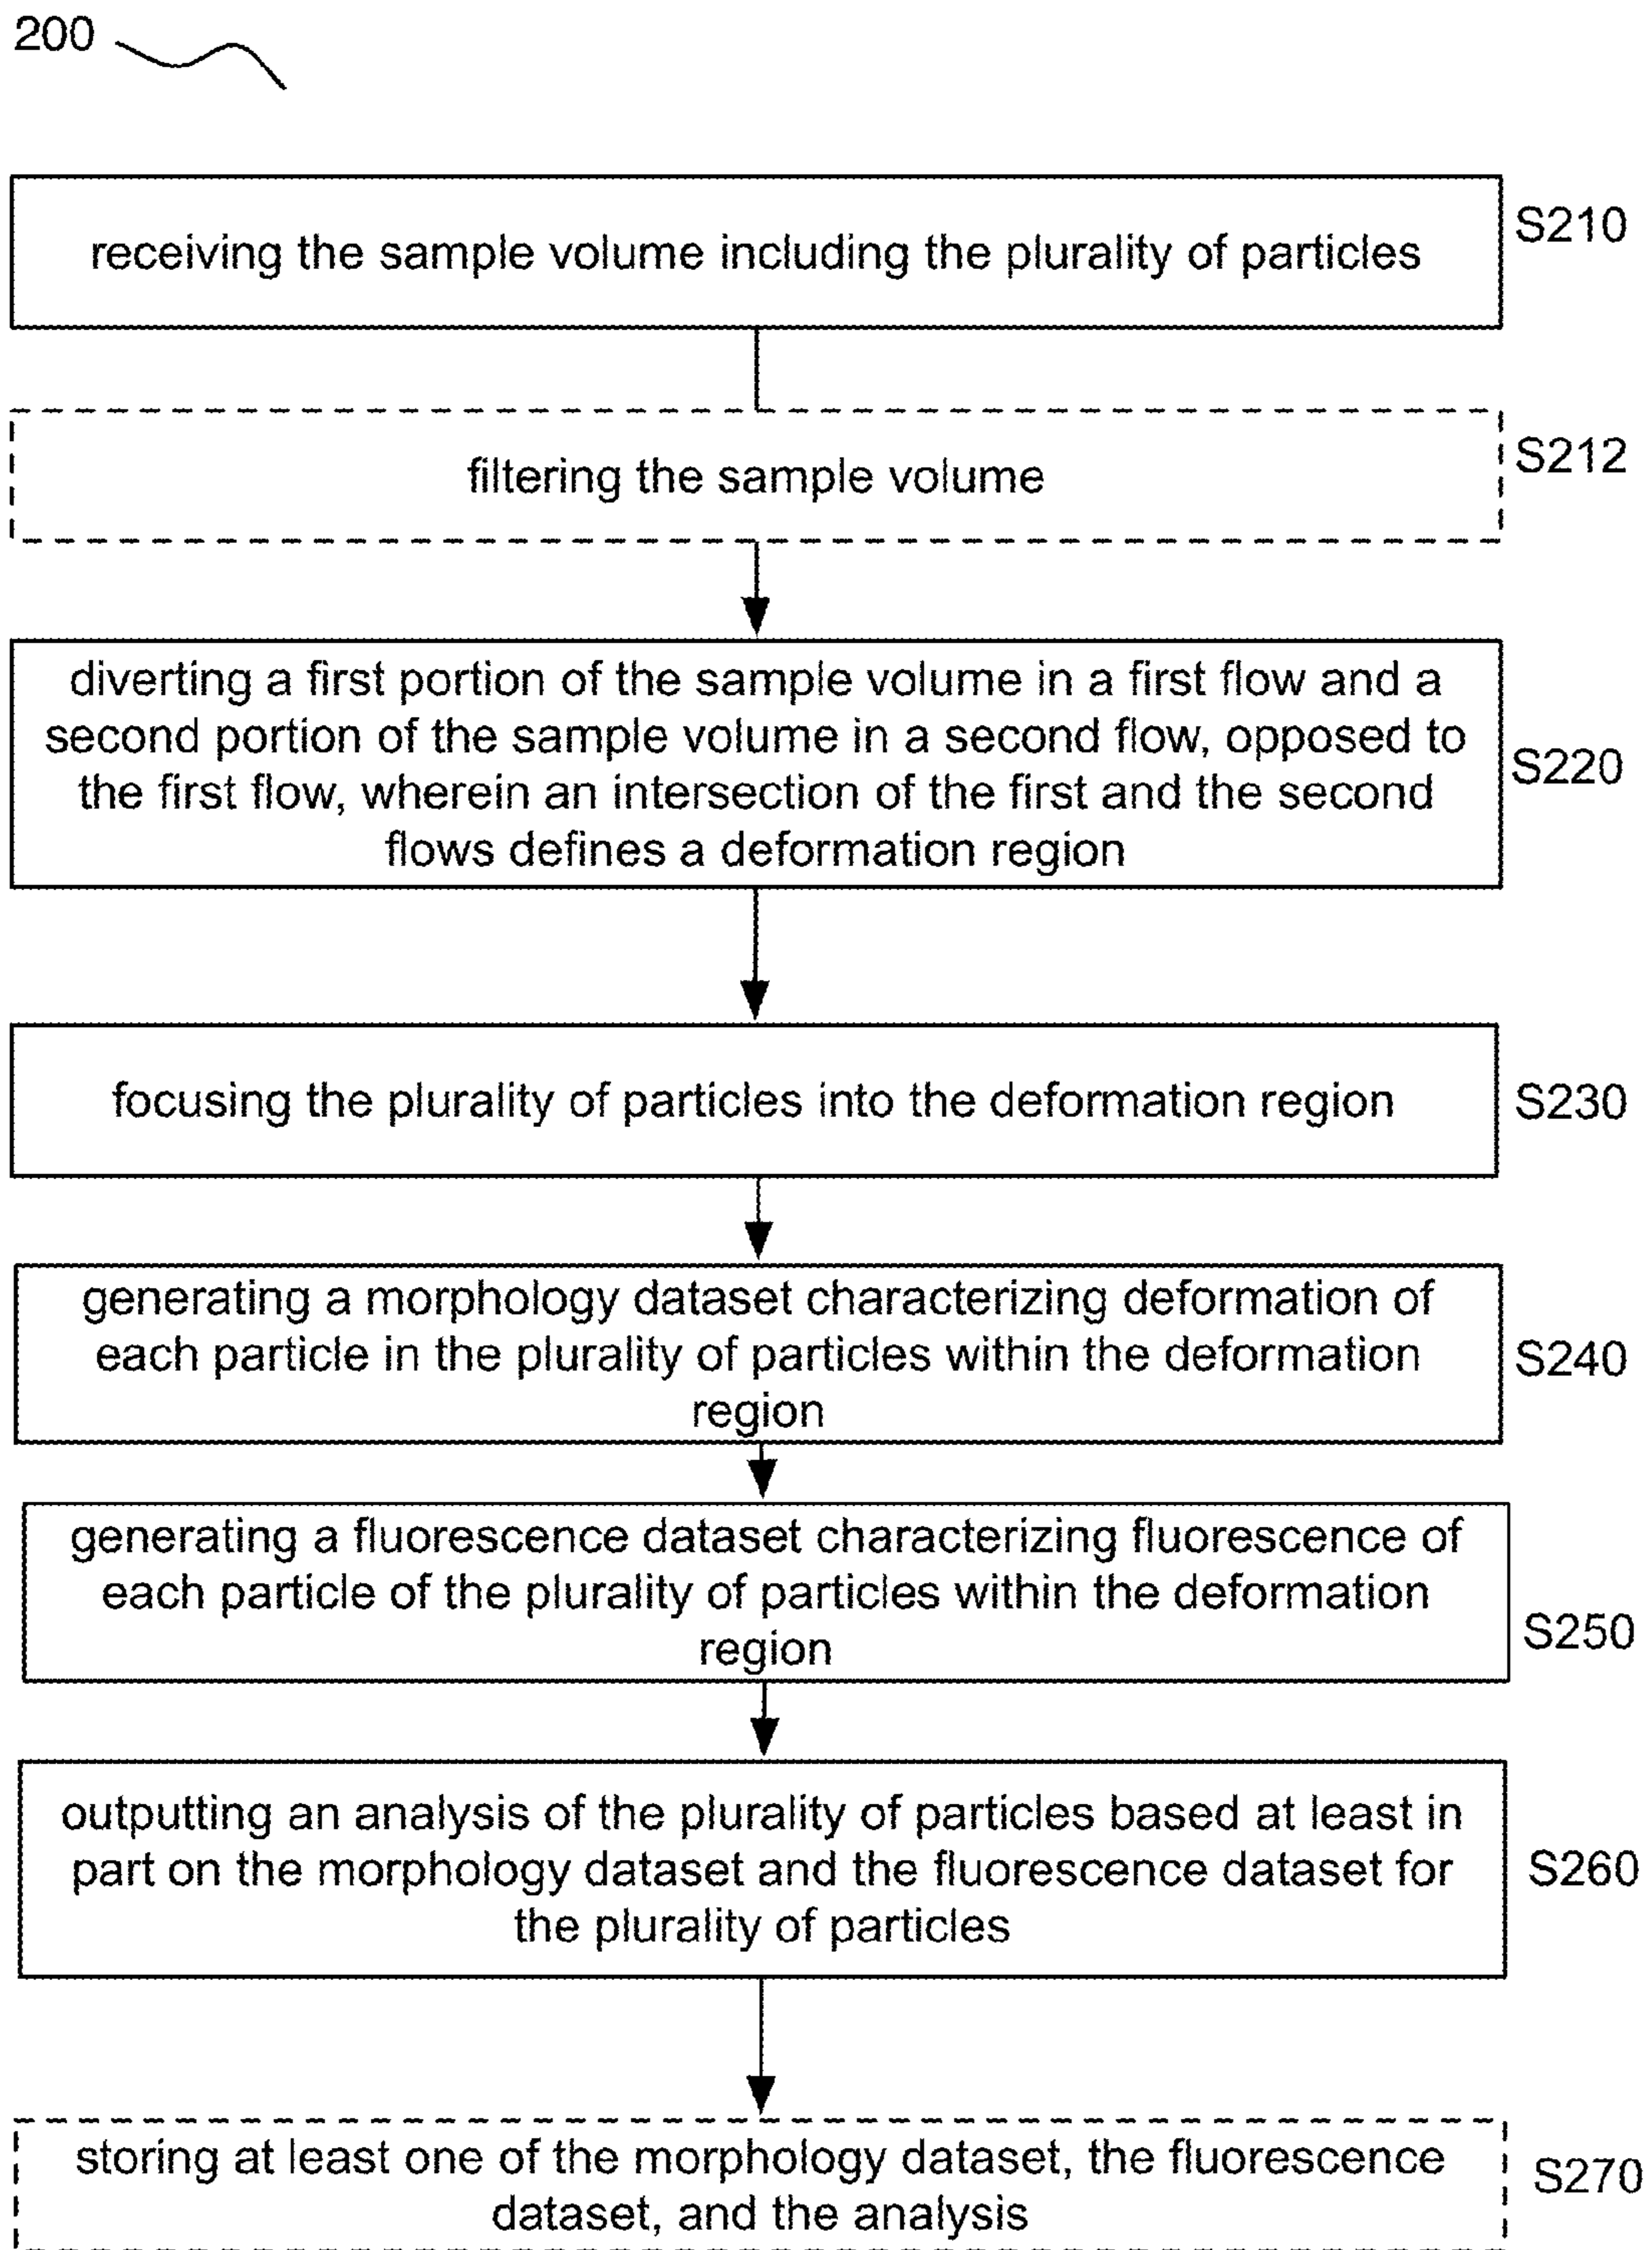 200
receiving the sample volume including the plurality of particles
S210
filtering the sample volume
S212
diverting a first portion of the sample volume in a first flow and a
second portion of the sample volume in a second flow, opposed to
the first flow, wherein an intersection of the first and the second
flows defines a deformation region
S220
focusing the plurality of particles into the deformation region
S230
generating a morphology dataset characterizing deformation of
each particle in the plurality of particles within the deformation
region
S240
generating a fluorescence dataset characterizing fluorescence of
each particle of the plurality of particles within the deformation
region
S250
outputting an analysis of the plurality of particles based at least in
part on the morphology dataset and the fluorescence dataset for
the plurality of particles
S260
storing at least one of the morphology dataset, the fluorescence
dataset, and the analysis
S270